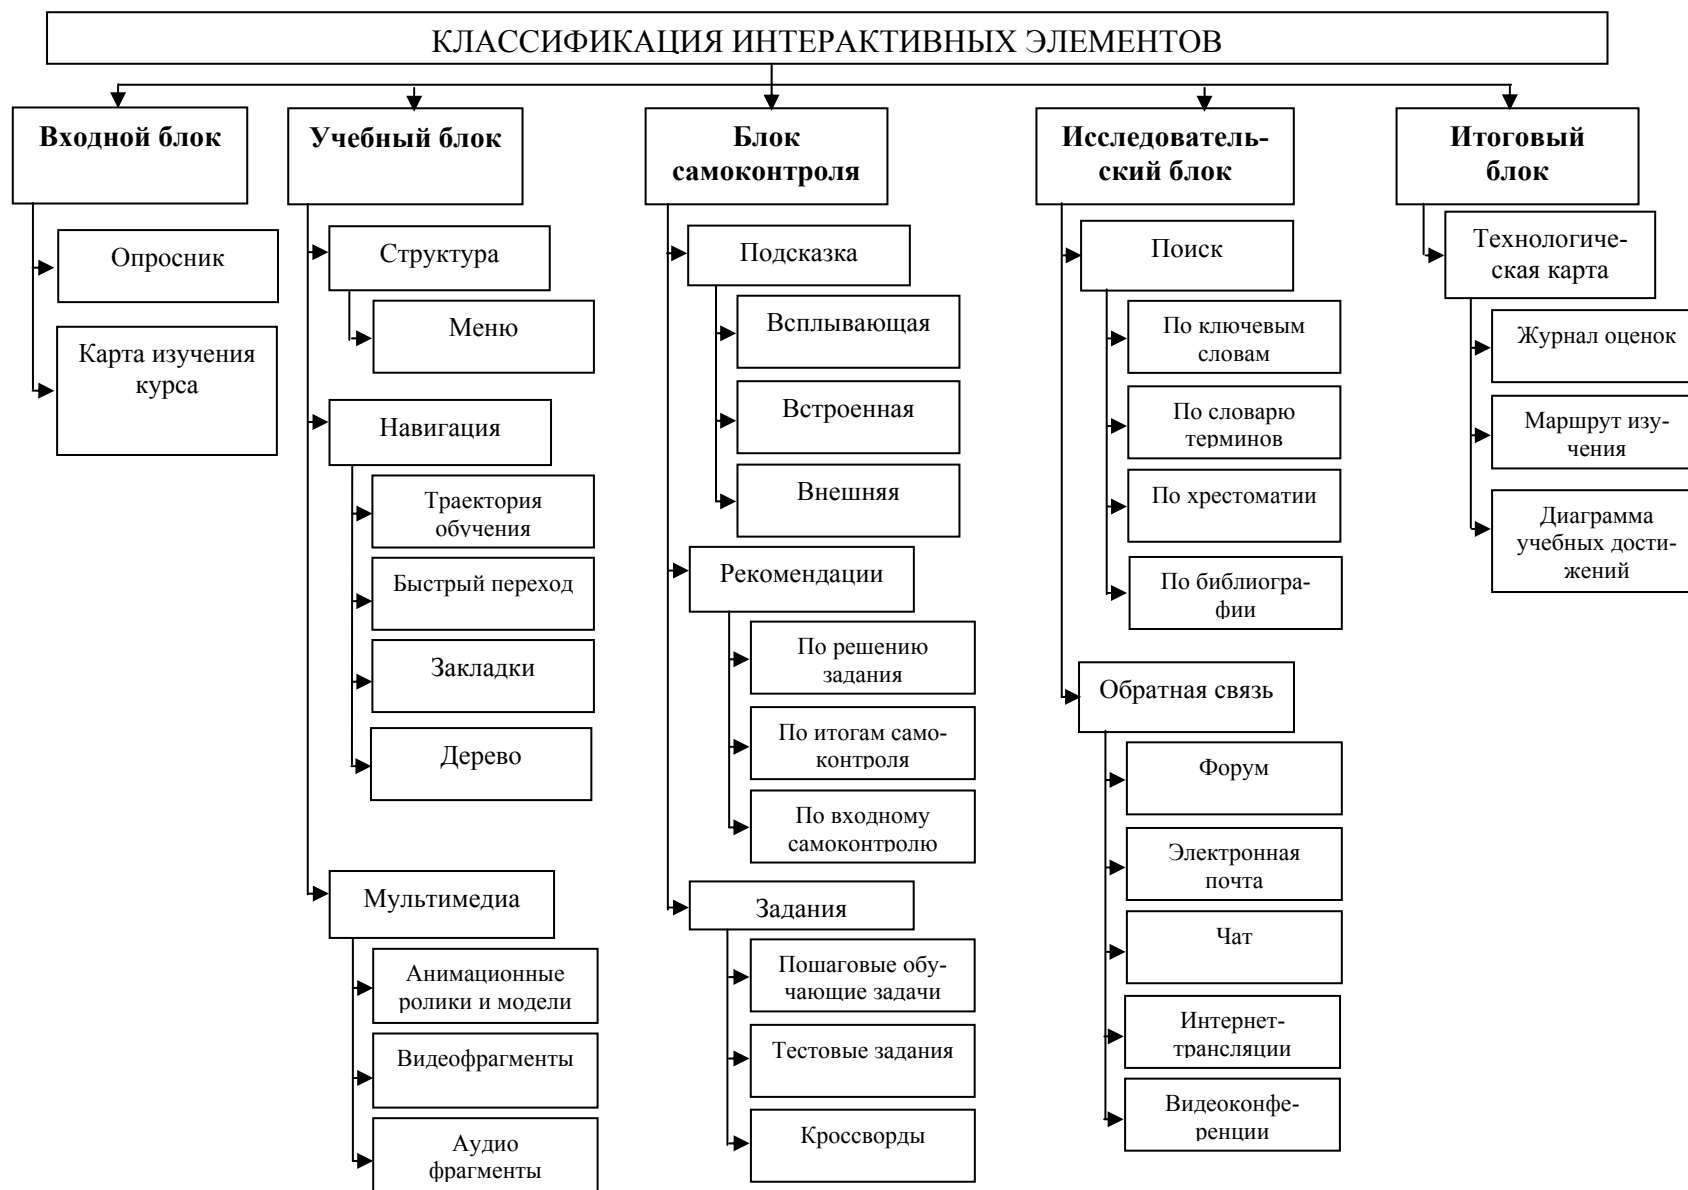 КЛАССИФИКАЦИЯ ИНТЕРАКТИВНЫХ ЭЛЕМЕНТОВ
Входной блок
Опросник
Карта изучения
курса
Учебный блок
Структура
Меню
Навигация
Траектория
обучения
Быстрый переход
Закладки
Дерево
Мультимедиа
Анимационные
ролики и модели
Видеофрагменты
Аудио
фрагменты
Блок
самоконтроля
Подсказка
Всплывающая
Встроенная
Внешняя
Рекомендации
По решению
задания
По итогам само-
контроля
По входному
самоконтролю
Задания
Пошаговые обу-
чающие задачи
Тестовые задания
Кроссворды
Исследователь-
ский блок
Поиск
По ключевым
словам
По словарю
терминов
По хрестоматии
По библиогра-
фии
Обратная связь
Форум
Электронная
почта
Чат
Интернет-
трансляции
Видеоконфе-
ренции
Итоговый
блок
Технологиче-
ская карта
Журнал оценок
Маршрут изу-
чения
Диаграмма
учебных дости-
жений